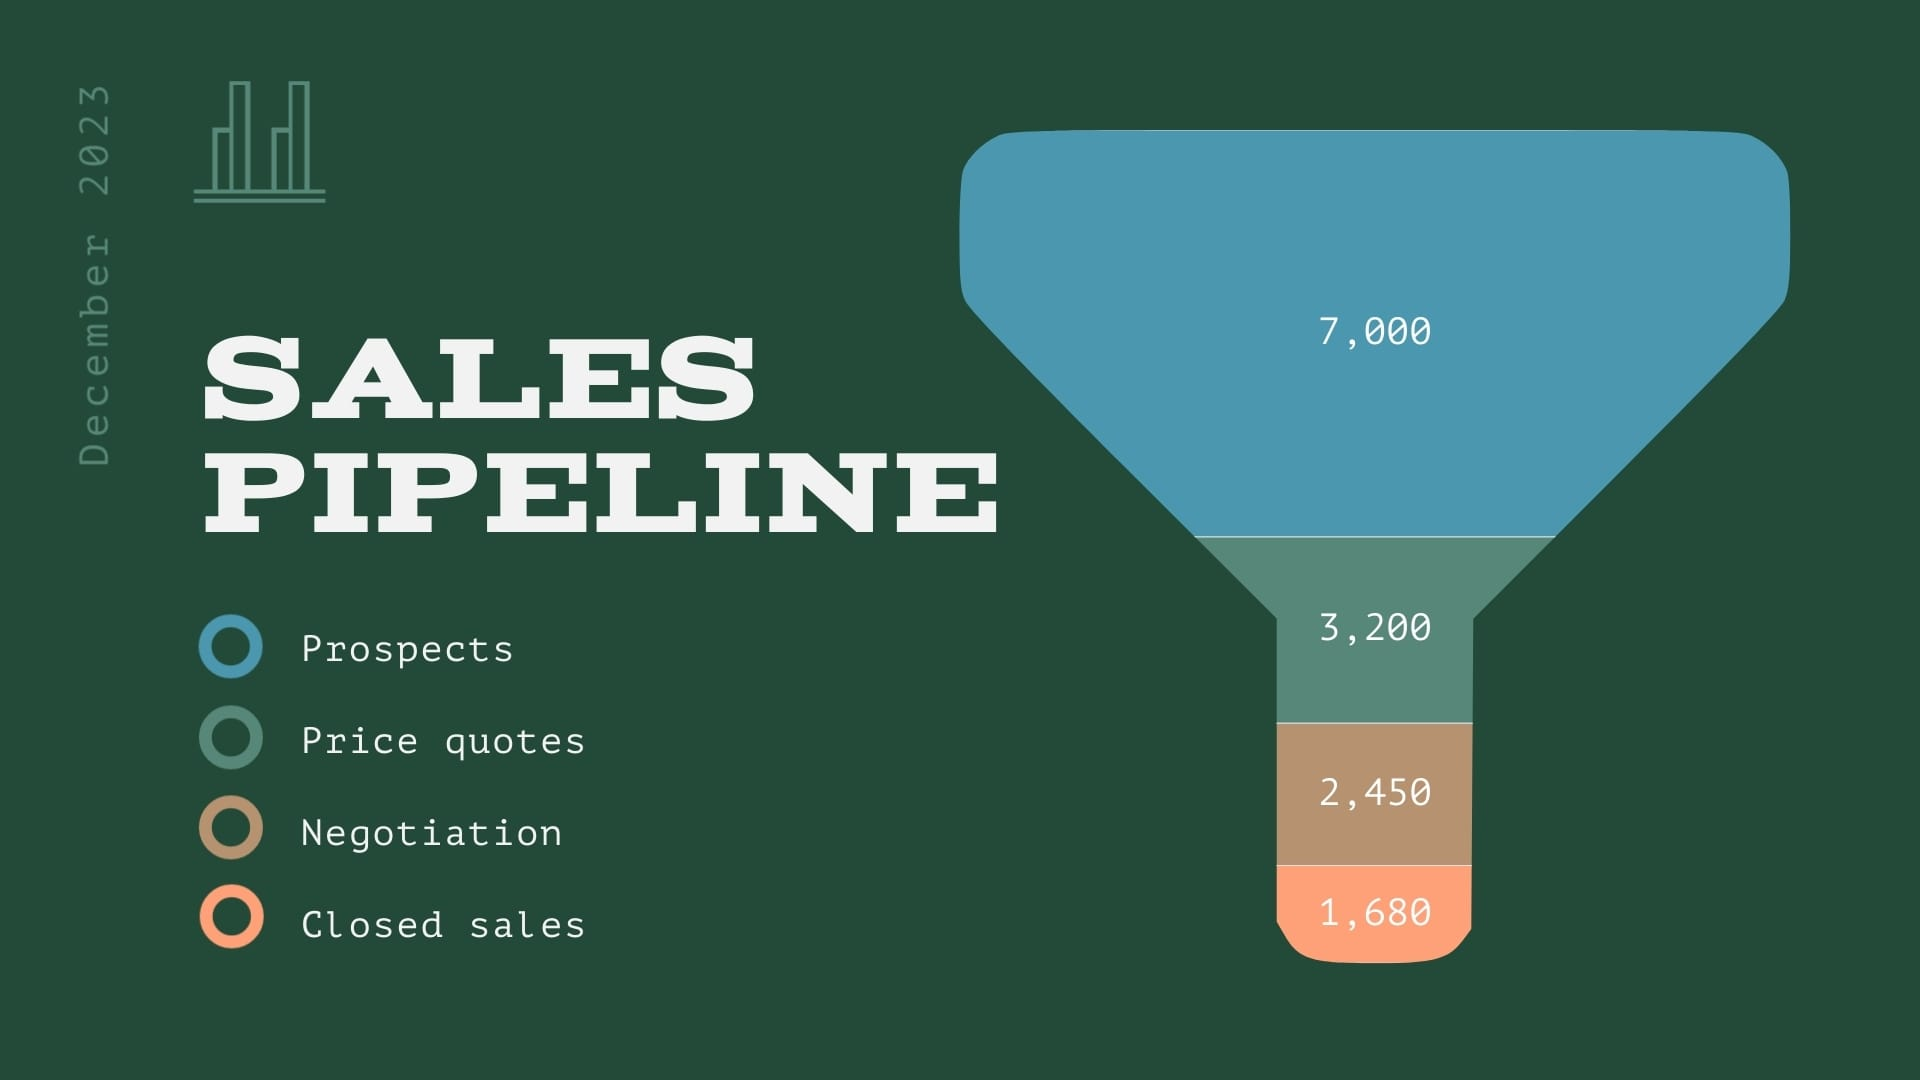 December 2023
SALES
PIPELINE
Prospects
Price quotes
Negotiation
Closed sales
7,000
3,200
2,450
1,680